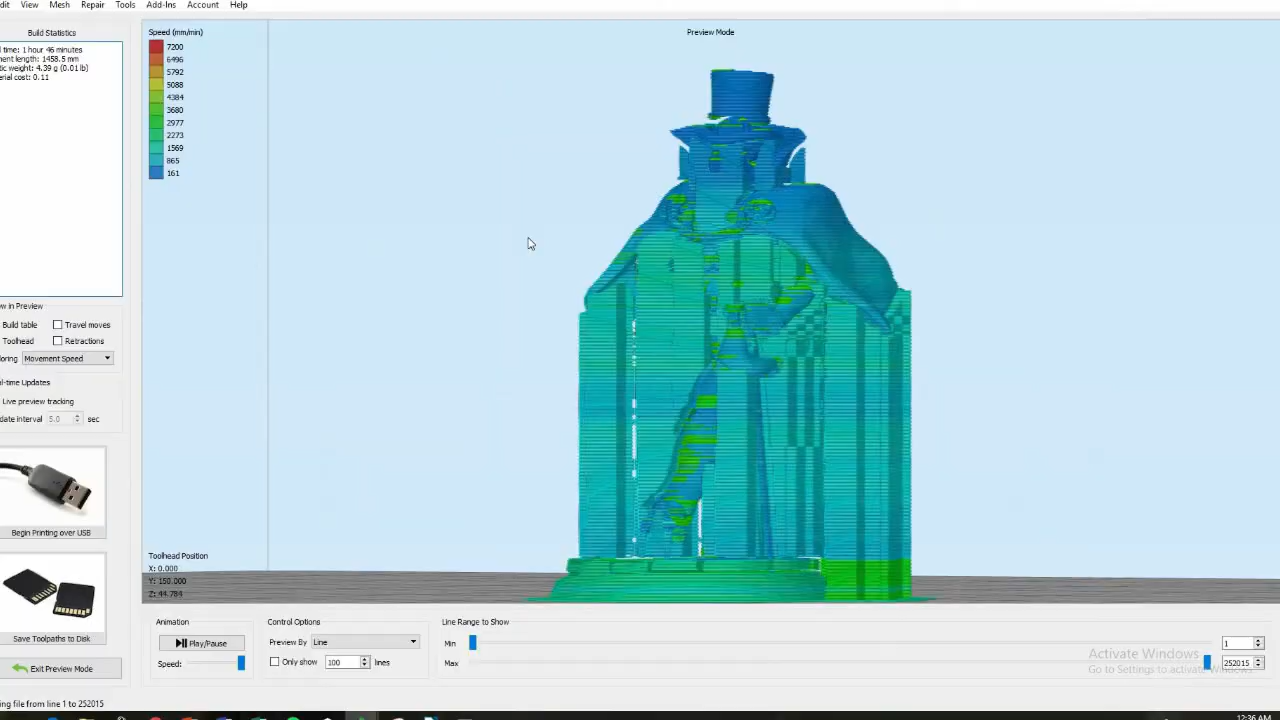 dit View Mesh Repair Tools Add-Ins Account Help
Build Statistics
time: 1 hour 46 minutes
ment length: 1458.5 mm
tic weight: 4.39 g (0.01 lb)
erial cost: 0.11
Speed (mm/min)
7200
6496
5792
5088
4384
3680
2977
2273
1569
865
161
Preview Mode
w in Preview
Build table Travel moves
Toolhead Retractions
oring Movement Speed
l-time Updates
Live preview tracking
date interval 5.0
Begin Printing over USB
Save Toolpaths to Disk
Exit Preview Mode
Toolhead Position
X: 0.000
Y: 150.000
Z: 44.784
Animation
Play/Pause
Speed:
Control Options
Preview By Line
Only show 100 lines
Line Range to Show
Min 1
Max 252015
Activate Windows
Go to Settings to activate Windows.
ing file from line 1 to 252015
12:36 AM